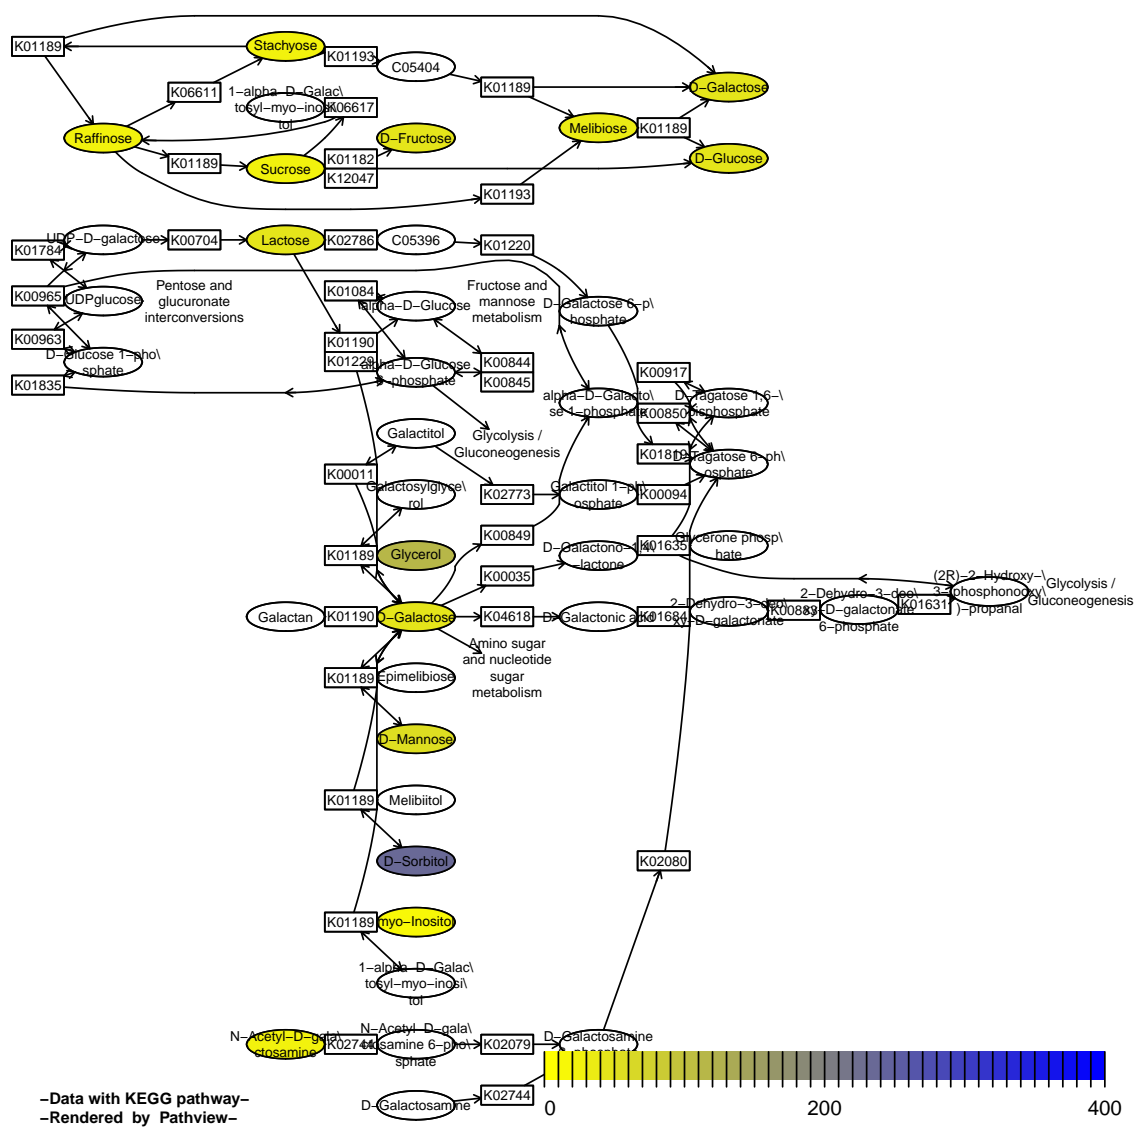 K01189
Stachyose
K01193
C05404
K01189
D−Galactose
K06611
1−alpha−D−Galac\
tosyl−myo−inosi\
tol
K06617
Raffinose
D−Fructose
Melibiose
K01189
K01189
Sucrose
K01182
K12047
D−Glucose
K01193
K01784
UDP−D−galactose
K00704
Lactose
K02786
C05396
K01220
K00965
UDPglucose
Pentose and
glucuronate
interconversions
K01084
alpha−D−Glucose
Fructose and
mannose
metabolism
D−Galactose 6−p\
hosphate
K00963
D−Glucose 1−pho\
sphate
K01190
K01229
alpha−D−Glucose
phosphate
K00844
K00845
K01835
K00917
alpha−D−Galacto\
se 1−phosphate
K00850
D−Tagatose 1,6−\
bisphosphate
Galactitol
Glycolysis /
Gluconeogenesis
K01819
D−Tagatose 6−ph\
osphate
K00011
Galactosylglyce\
rol
K02773
Galactitol 1−ph\
osphate
K00094
K00849
K01189
Glycerol
D−Galactono−1,4\
−lactone
K01635
Glycerone phosp\
hate
K00035
(2R)−2−Hydroxy−\
3−(phosphonooxy\
)−propanal
Glycolysis /
Gluconeogenesis
Galactan
K01190
D−Galactose
K04618
D−Galactonic acid
K01684
2−Dehydro−3−deo\
xy−D−galactonate
K00883
2−Dehydro−3−deo\
xy−D−galactonate
6−phosphate
K01631
Amino sugar
and nucleotide
sugar
metabolism
K01189
Epimelibiose
D−Mannose
K01189
Melibiitol
D−Sorbitol
K02080
K01189
myo−Inositol
1−alpha−D−Galac\
tosyl−myo−inosi\
tol
N−Acetyl−D−gala\
ctosamine
K02744
N−Acetyl−D−gala\
ctosamine 6−pho\
sphate
K02079
D−Galactosamine
D−Galactosamine
K02744
0
200
400
−Data with KEGG pathway−
−Rendered by Pathview−